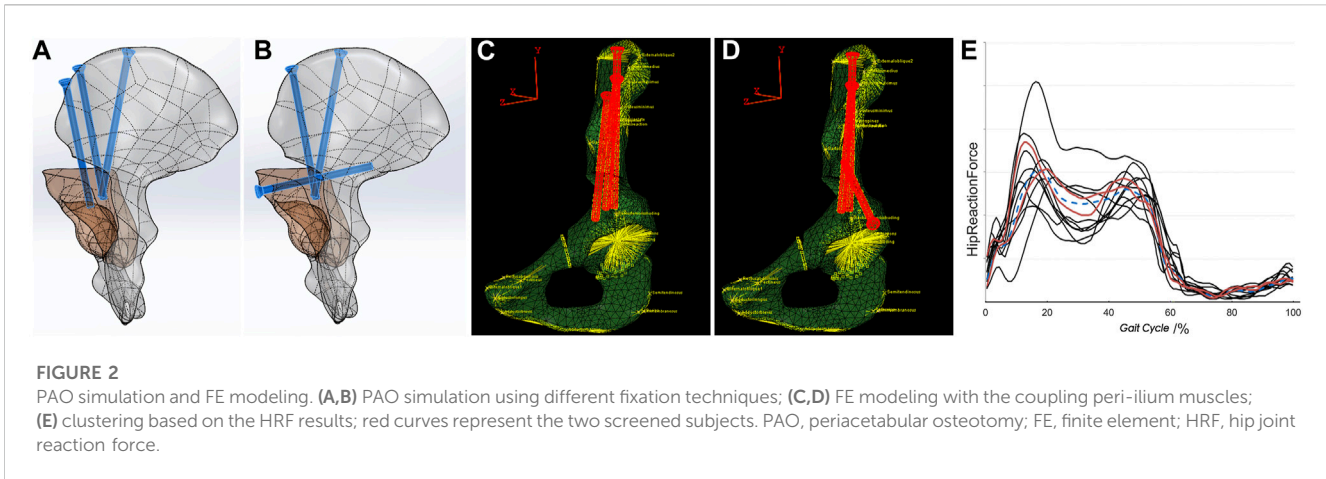 A
B
C
D
E
Y
X
Z
Externaloblique2
Y
X
Z
Externaloblique2
HipReactionForce
0
20
40
60
80
100
Gait Cycle /%
FIGURE 2
PAO simulation and FE modeling. (A,B) PAO simulation using different fixation techniques; (C,D) FE modeling with the coupling peri-ilium muscles;
(E) clustering based on the HRF results; red curves represent the two screened subjects. PAO, periacetabular osteotomy; FE, finite element; HRF, hip joint
reaction force.